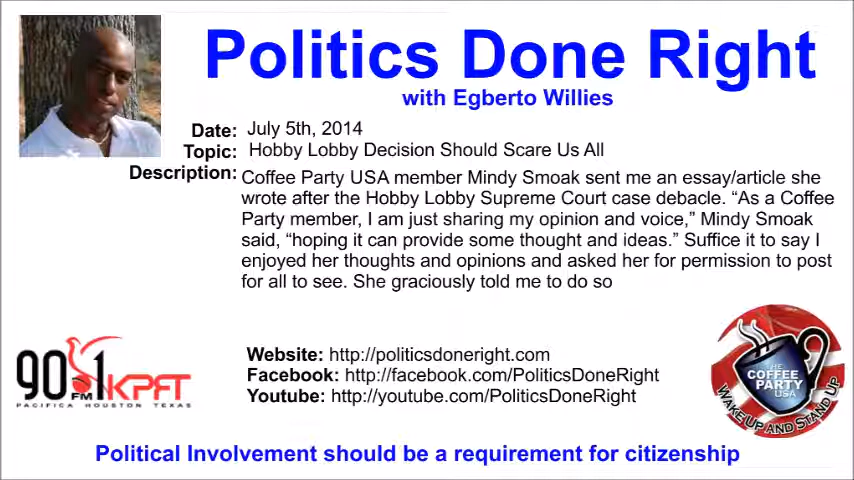 Politics Done Right
with Egberto Willies
Date: July 5th, 2014
Topic: Hobby Lobby Decision Should Scare Us All
Description: Coffee Party USA member Mindy Smoak sent me an essay/article she
wrote after the Hobby Lobby Supreme Court case debacle. “As a Coffee
Party member, I am just sharing my opinion and voice,” Mindy Smoak
said, “hoping it can provide some thought and ideas.” Suffice it to say I
enjoyed her thoughts and opinions and asked her for permission to post
for all to see. She graciously told me to do so
90.1 FM KPFT
PACIFICA HOUSTON TEXAS
Website: http://politicsdoneright.com
Facebook: http://facebook.com/PoliticsDoneRight
Youtube: http://youtube.com/PoliticsDoneRight
THE
COFFEE
PARTY
USA
WAKE UP AND STAND UP
Political Involvement should be a requirement for citizenship